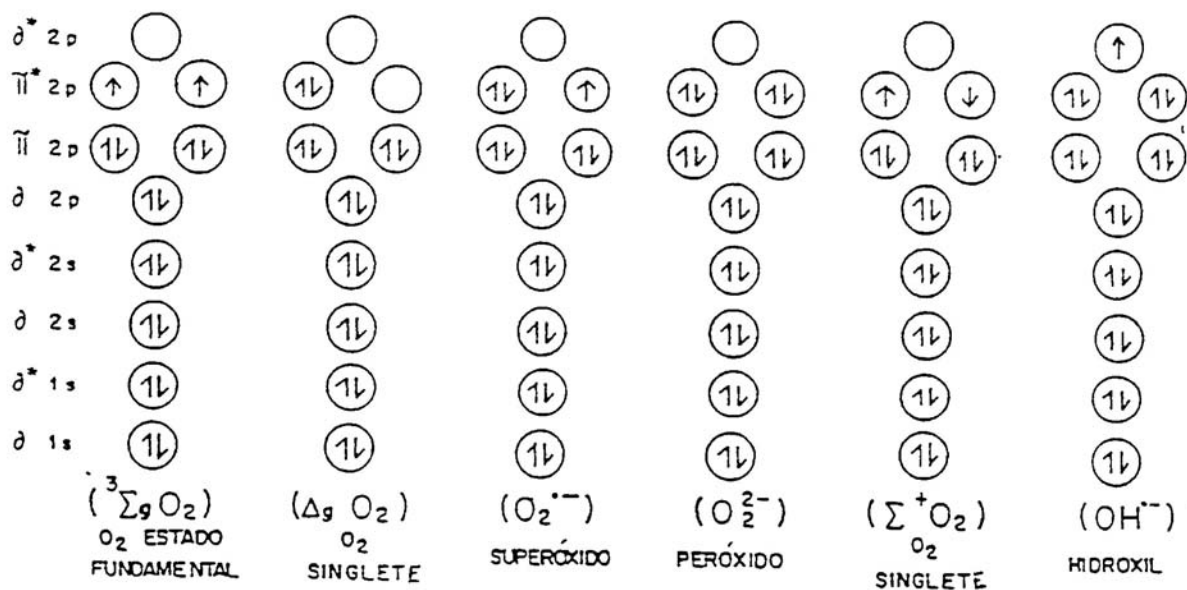 ∂* 2p
π* 2p
π 2p
∂ 2p
∂* 2s
∂ 2s
∂* 1s
∂ 1s
(³Σg O₂)
O₂ ESTADO
FUNDAMENTAL
(Δg O₂)
O₂
SINGLETE
(O₂•−)
SUPERÓXIDO
(O₂²⁻)
PERÓXIDO
(Σ⁺O₂)
O₂
SINGLETE
(OH•−)
HIDROXIL